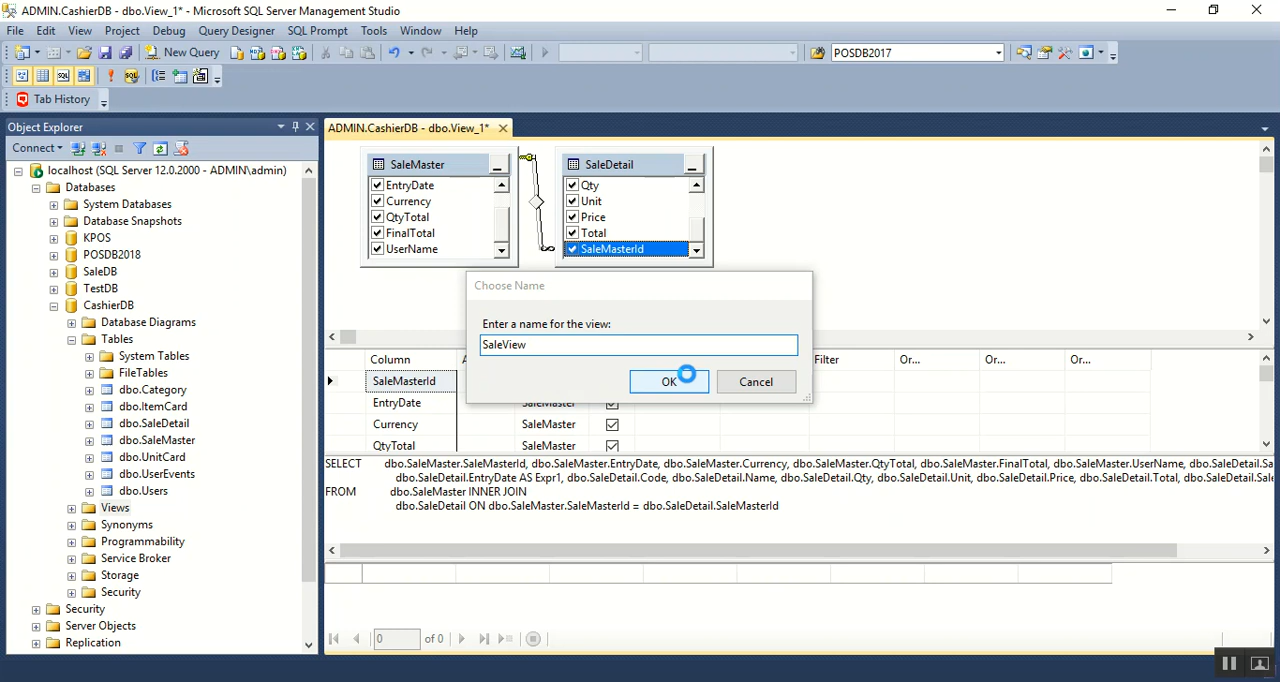 ADMIN.CashierDB - dbo.View_1* - Microsoft SQL Server Management Studio
File Edit View Project Debug Query Designer SQL Prompt Tools Window Help
New Query POSDB2017
Tab History
Object Explorer
Connect
localhost (SQL Server 12.0.2000 - ADMIN\admin)
Databases
System Databases
Database Snapshots
KPOS
POSDB2018
SaleDB
TestDB
CashierDB
Database Diagrams
Tables
System Tables
FileTables
dbo.Category
dbo.ItemCard
dbo.SaleDetail
dbo.SaleMaster
dbo.UnitCard
dbo.UserEvents
dbo.Users
Views
Synonyms
Programmability
Service Broker
Storage
Security
Security
Server Objects
Replication
ADMIN.CashierDB - dbo.View_1*
SaleMaster
EntryDate
Currency
QtyTotal
FinalTotal
UserName
SaleDetail
Qty
Unit
Price
Total
SaleMasterId
Choose Name
Enter a name for the view:
SaleView
OK Cancel
Column A Filter Or... Or... Or...
SaleMasterId
EntryDate SaleMaster
Currency SaleMaster
QtyTotal SaleMaster
SELECT dbo.SaleMaster.SaleMasterId, dbo.SaleMaster.EntryDate, dbo.SaleMaster.Currency, dbo.SaleMaster.QtyTotal, dbo.SaleMaster.FinalTotal, dbo.SaleMaster.UserName, dbo.SaleDetail.Sa
dbo.SaleDetail.EntryDate AS Expr1, dbo.SaleDetail.Code, dbo.SaleDetail.Name, dbo.SaleDetail.Qty, dbo.SaleDetail.Unit, dbo.SaleDetail.Price, dbo.SaleDetail.Total, dbo.SaleDetail.Sale
FROM dbo.SaleMaster INNER JOIN
dbo.SaleDetail ON dbo.SaleMaster.SaleMasterId = dbo.SaleDetail.SaleMasterId
0 of 0